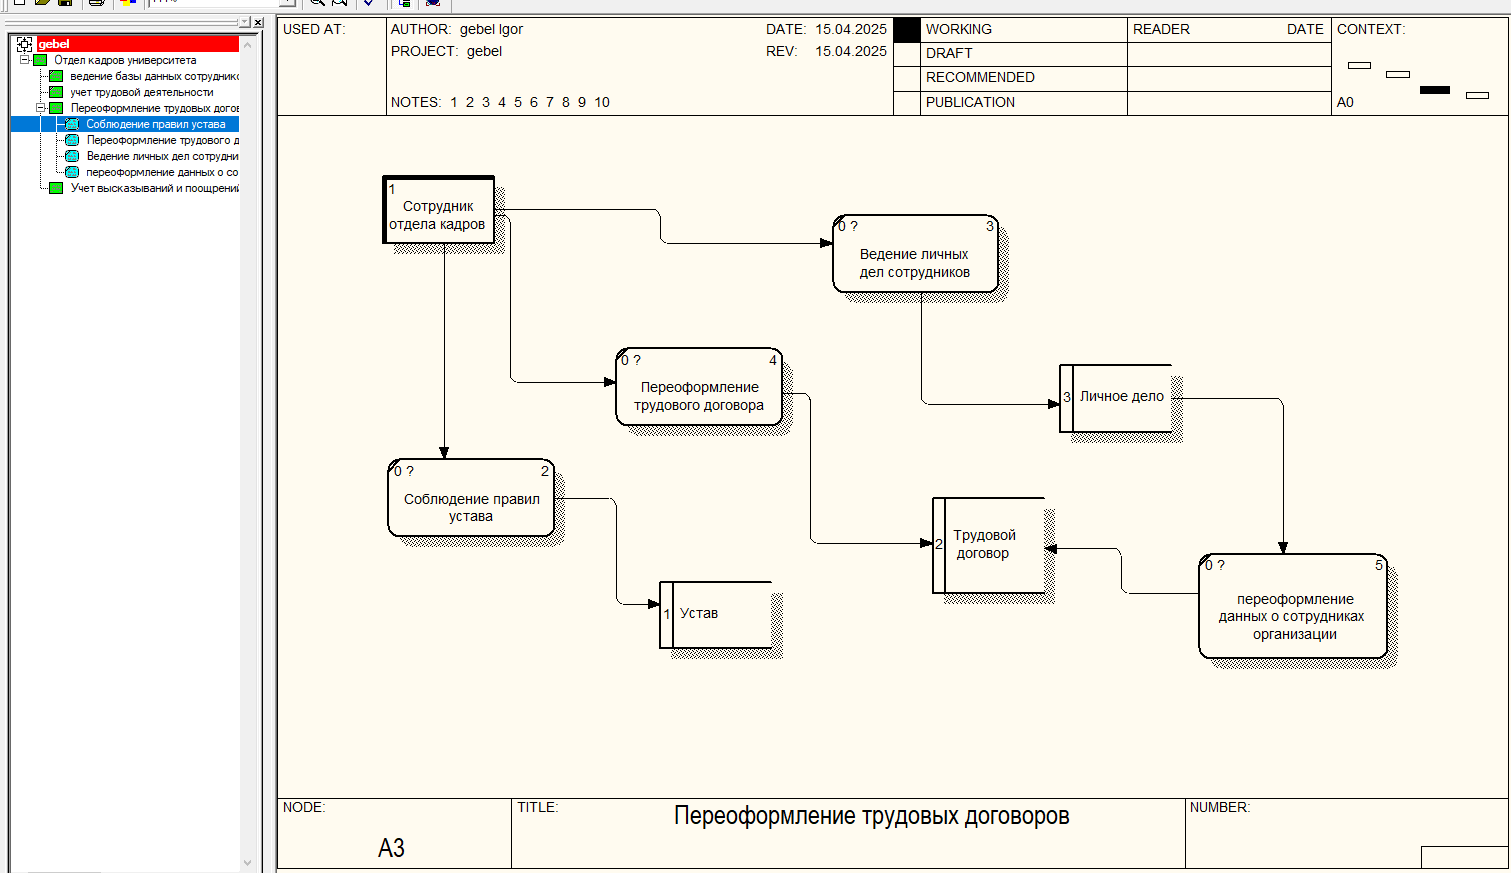 gebel
Отдел кадров университета
ведение базы данных сотруднико
учет трудовой деятельности
Переоформление трудовых догов
Соблюдение правил устава
Переоформление трудового д
Ведение личных дел сотрудни
переоформление данных о со
Учет высказываний и поощрений
USED AT:
AUTHOR: gebel Igor
DATE: 15.04.2025
PROJECT: gebel
REV: 15.04.2025
NOTES: 1 2 3 4 5 6 7 8 9 10
WORKING
DRAFT
RECOMMENDED
PUBLICATION
READER DATE
CONTEXT:
A0
1
Сотрудник
отдела кадров
0 ? 3
Ведение личных
дел сотрудников
0 ? 4
Переоформление
трудового договора
3 Личное дело
0 ? 2
Соблюдение правил
устава
2 Трудовой
договор
0 ? 5
переоформление
данных о сотрудниках
организации
1 Устав
NODE:
A3
TITLE:
Переоформление трудовых договоров
NUMBER: